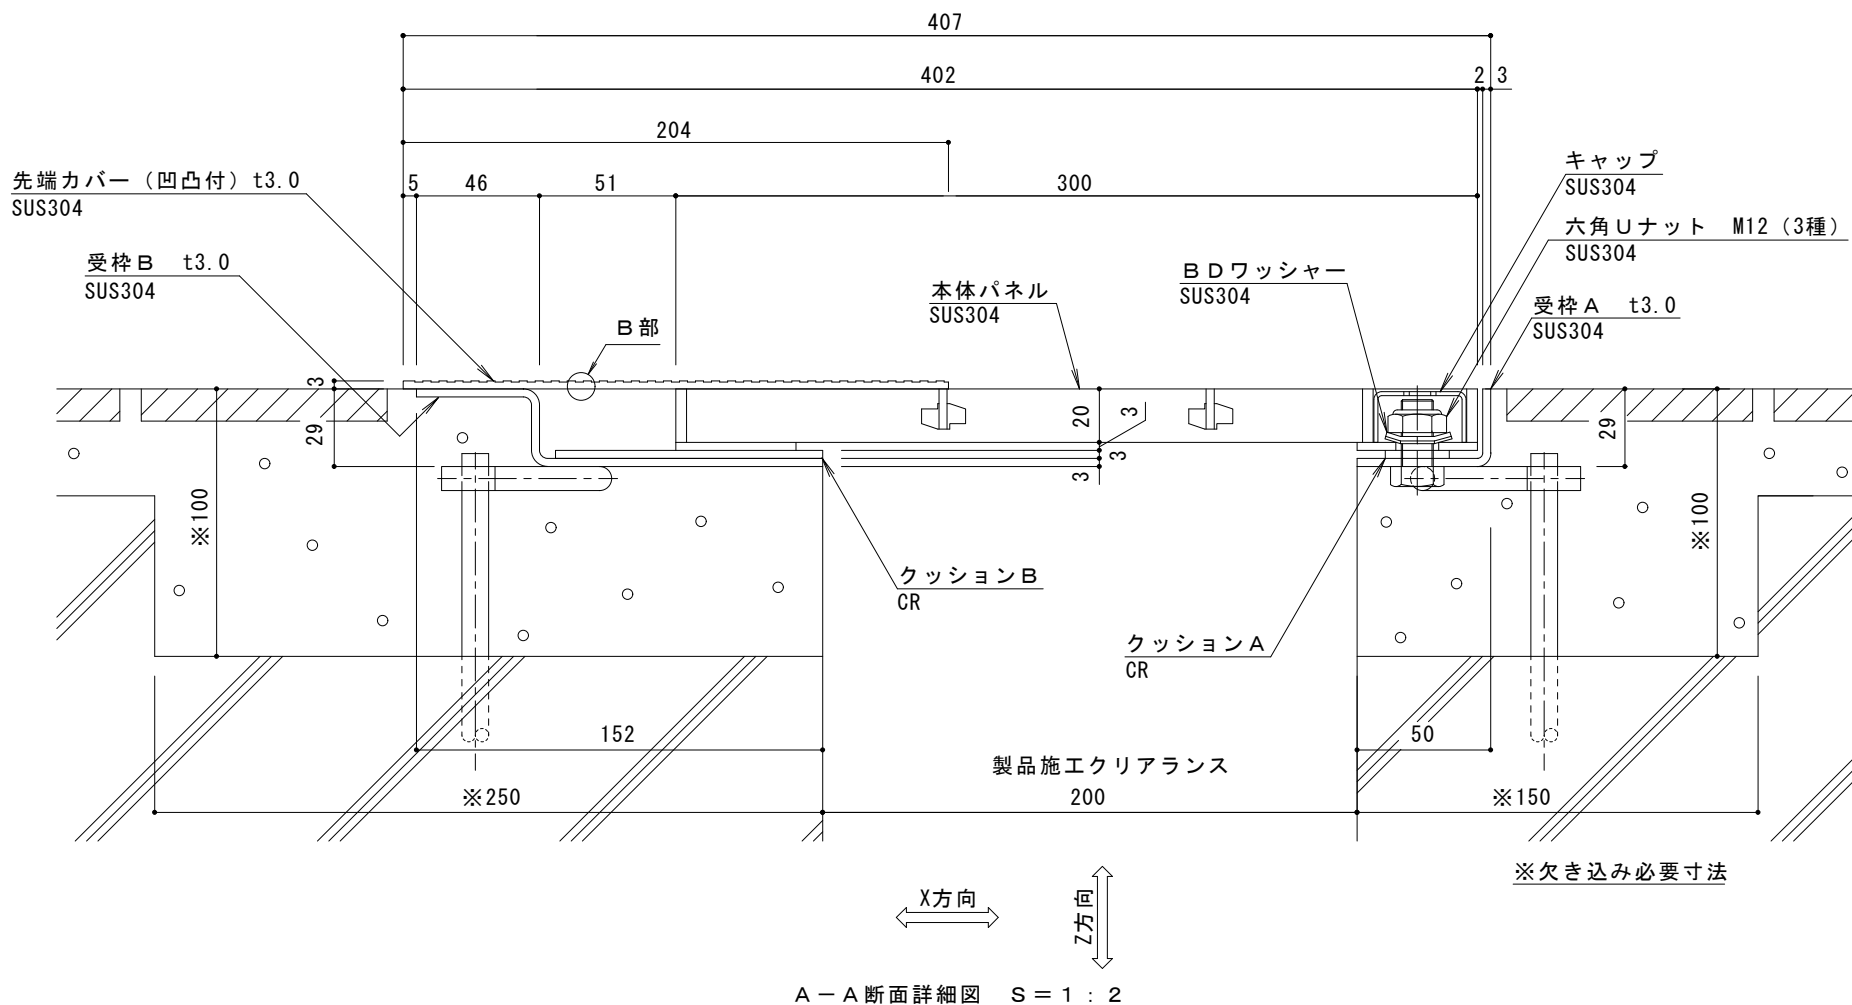 407
402
2
3
204
先端カバー（凹凸付）t3.0
SUS304
5
46
51
300
キャップ
SUS304
六角Uナット　M12（3種）
SUS304
受枠B　t3.0
SUS304
BDワッシャー
SUS304
本体パネル
SUS304
受枠A　t3.0
SUS304
B部
3
29
20
3
3
3
29
※100
※100
クッションB
CR
クッションA
CR
152
50
製品施工クリアランス
※250
200
※150
※欠き込み必要寸法
X方向
Z方向
A－A断面詳細図　S＝1：2